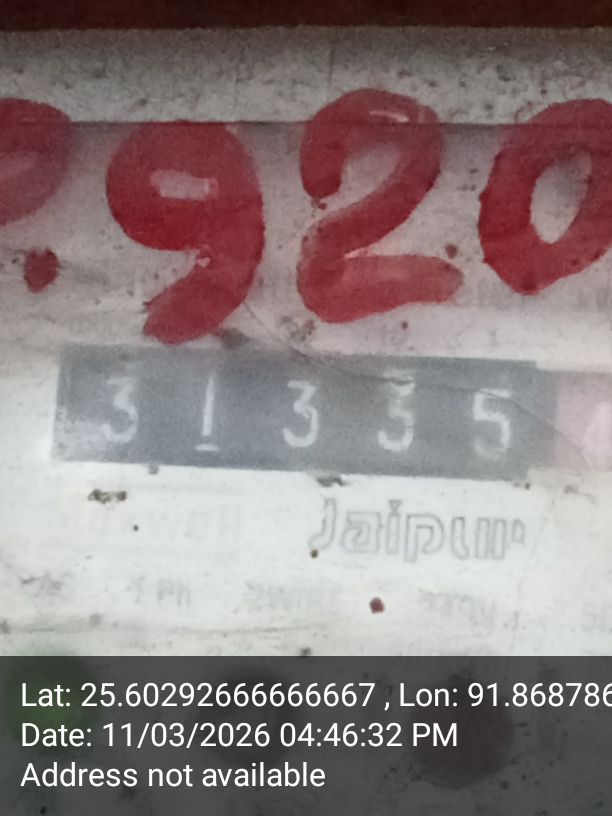 920
31335
Jaipur
Lat: 25.60292666666667 , Lon: 91.868786
Date: 11/03/2026 04:46:32 PM
Address not available